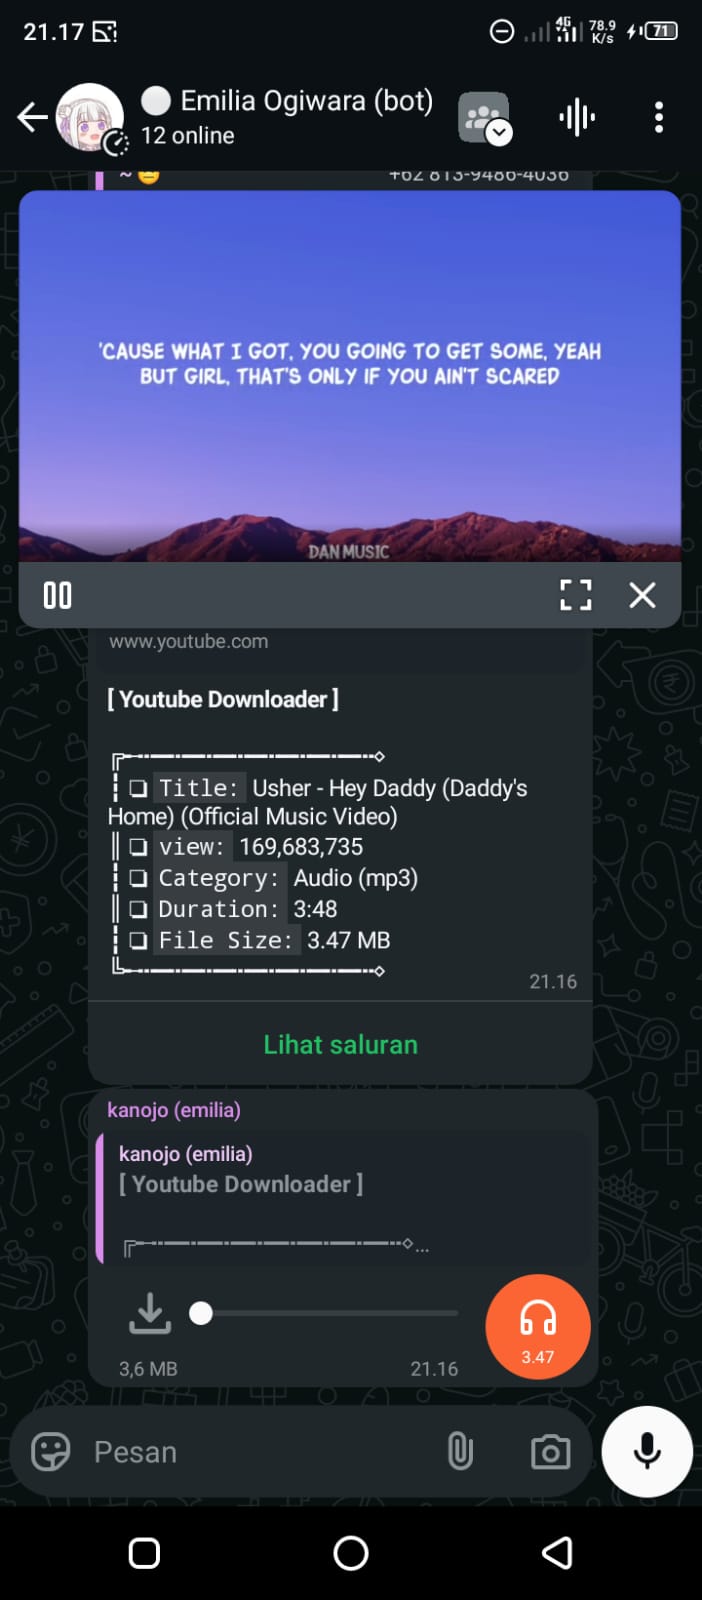 21.17
4G
78.9
K/s
71
Emilia Ogiwara (bot)
12 online
~
+62 813-9486-4036
'CAUSE WHAT I GOT, YOU GOING TO GET SOME, YEAH
BUT GIRL, THAT'S ONLY IF YOU AIN'T SCARED
DAN MUSIC
www.youtube.com
[ Youtube Downloader ]
❏ Title: Usher - Hey Daddy (Daddy's
Home) (Official Music Video)
❏ view: 169,683,735
❏ Category: Audio (mp3)
❏ Duration: 3:48
❏ File Size: 3.47 MB
21.16
Lihat saluran
kanojo (emilia)
kanojo (emilia)
[ Youtube Downloader ]
...
3,6 MB
21.16
3.47
Pesan